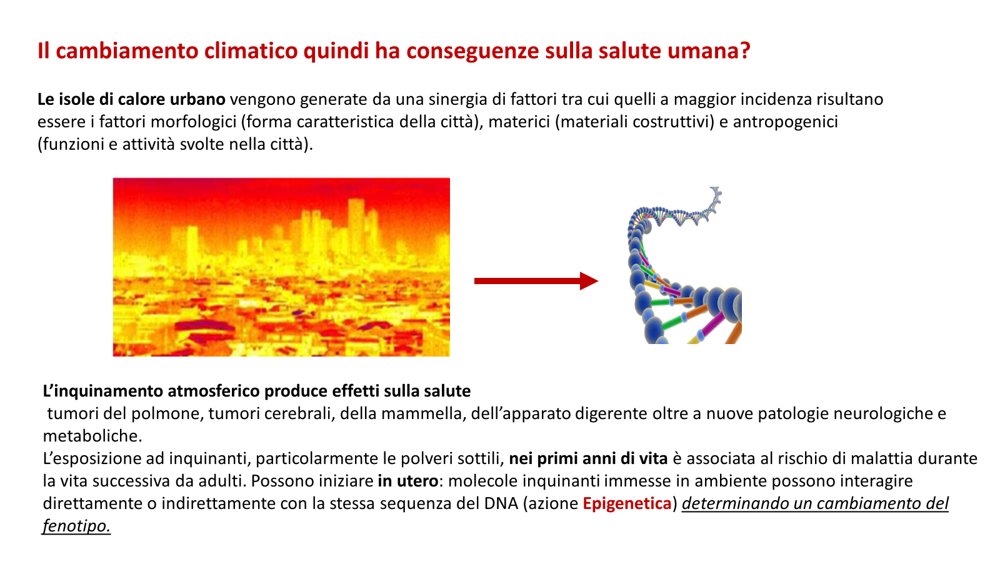 Il cambiamento climatico quindi ha conseguenze sulla salute umana?
Le isole di calore urbano vengono generate da una sinergia di fattori tra cui quelli a maggior incidenza risultano
essere i fattori morfologici (forma caratteristica della città), materici (materiali costruttivi) e antropogenici
(funzioni e attività svolte nella città).
L’inquinamento atmosferico produce effetti sulla salute
tumori del polmone, tumori cerebrali, della mammella, dell’apparato digerente oltre a nuove patologie neurologiche e
metaboliche.
L’esposizione ad inquinanti, particolarmente le polveri sottili, nei primi anni di vita è associata al rischio di malattia durante
la vita successiva da adulti. Possono iniziare in utero: molecole inquinanti immesse in ambiente possono interagire
direttamente o indirettamente con la stessa sequenza del DNA (azione Epigenetica) determinando un cambiamento del
fenotipo.